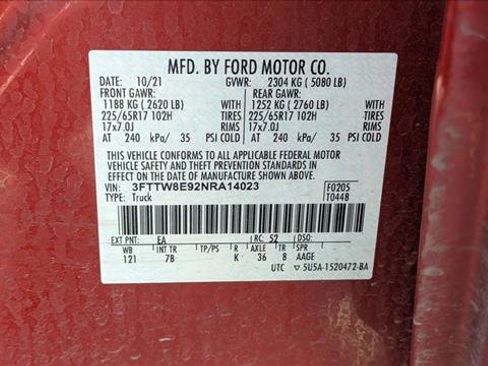 MFD. BY FORD MOTOR CO.
DATE: 10/21 GVWR: 2304 KG ( 5080 LB)
FRONT GAWR: REAR GAWR:
1188 KG ( 2620 LB) WITH 1252 KG ( 2760 LB) WITH
225/65R17 102H TIRES 225/65R17 102H TIRES
17x7.0J RIMS 17x7.0J RIMS
AT 240 kPa/ 35 PSI COLD AT 240 kPa/ 35 PSI COLD
THIS VEHICLE CONFORMS TO ALL APPLICABLE FEDERAL MOTOR
VEHICLE SAFETY AND THEFT PREVENTION STANDARDS IN
EFFECT ON THE DATE OF MANUFACTURE SHOWN ABOVE.
VIN: 3FTTW8E92NRA14023 F0205
TYPE: Truck T0448
EXT PNT: EA RC: 52 DSO:
WB INT TR TP/PS R AXLE TR SPR
121 7B K 36 8 AAGE
UTC ▽ 5U5A-1520472-BA